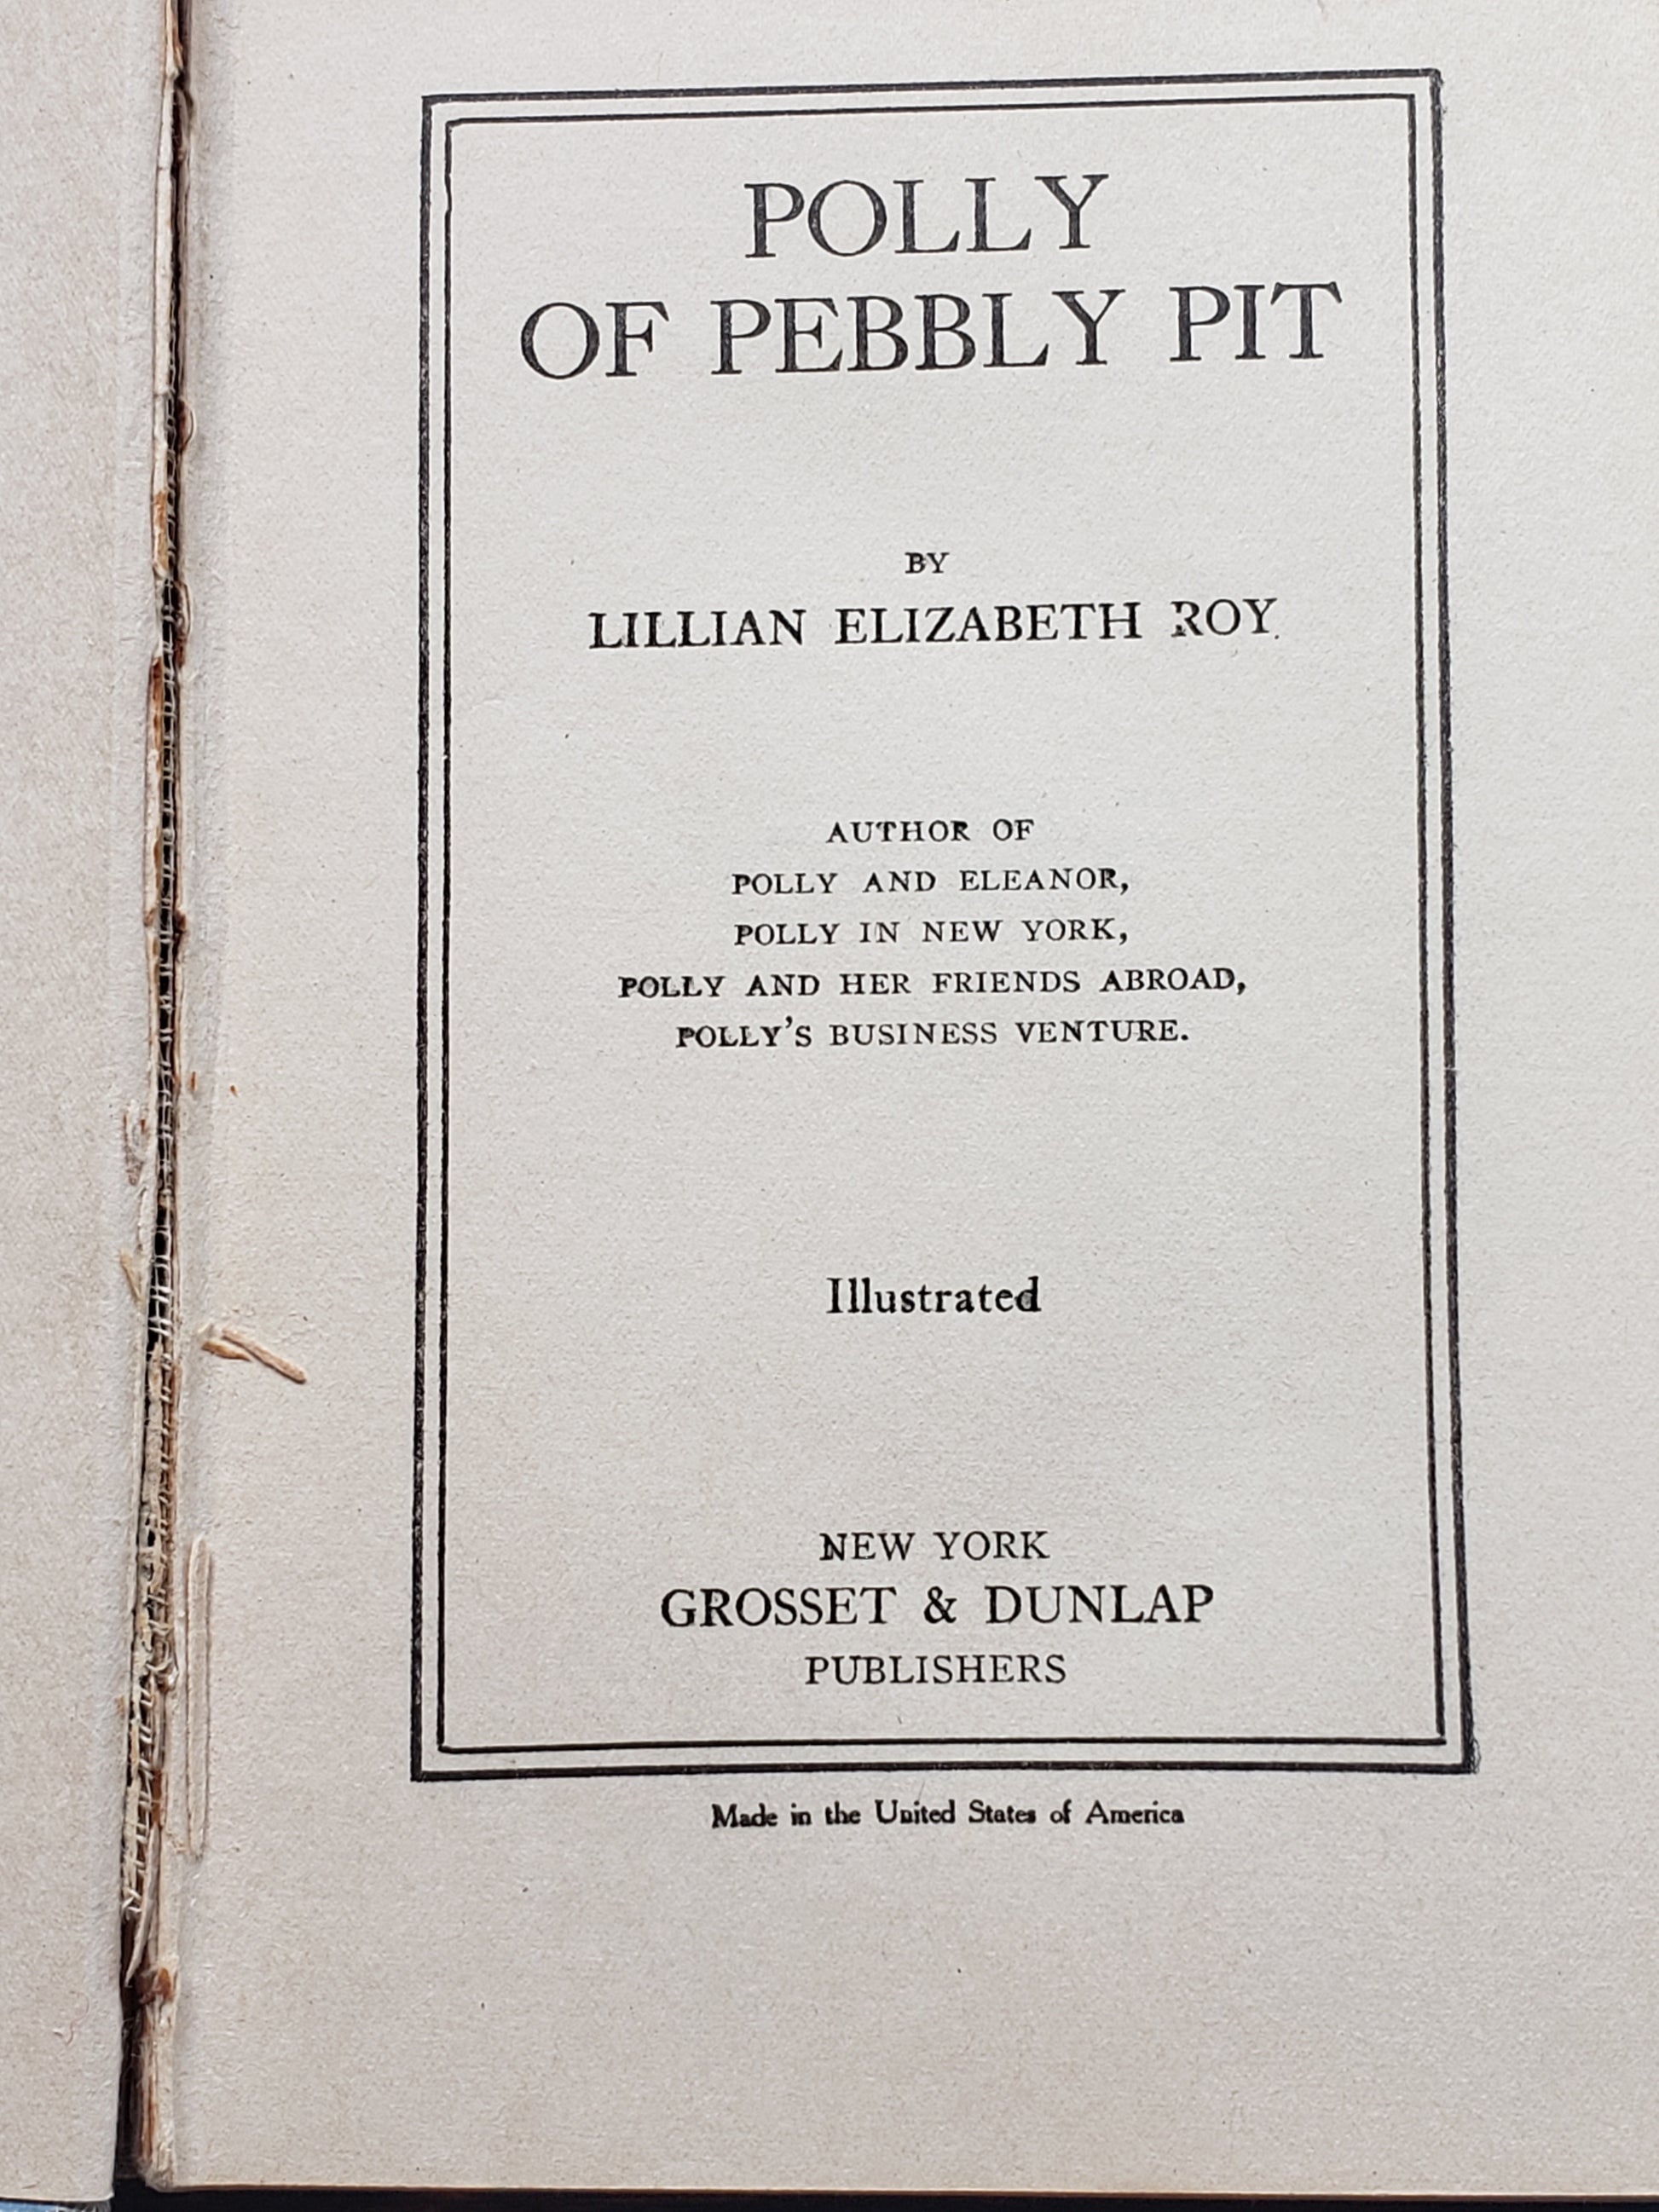 POLLY
OF PEBBLY PIT
BY
LILLIAN ELIZABETH ROY
AUTHOR OF
POLLY AND ELEANOR,
POLLY IN NEW YORK,
POLLY AND HER FRIENDS ABROAD,
POLLY'S BUSINESS VENTURE.
Illustrated
NEW YORK
GROSSET & DUNLAP
PUBLISHERS
Made in the United States of America